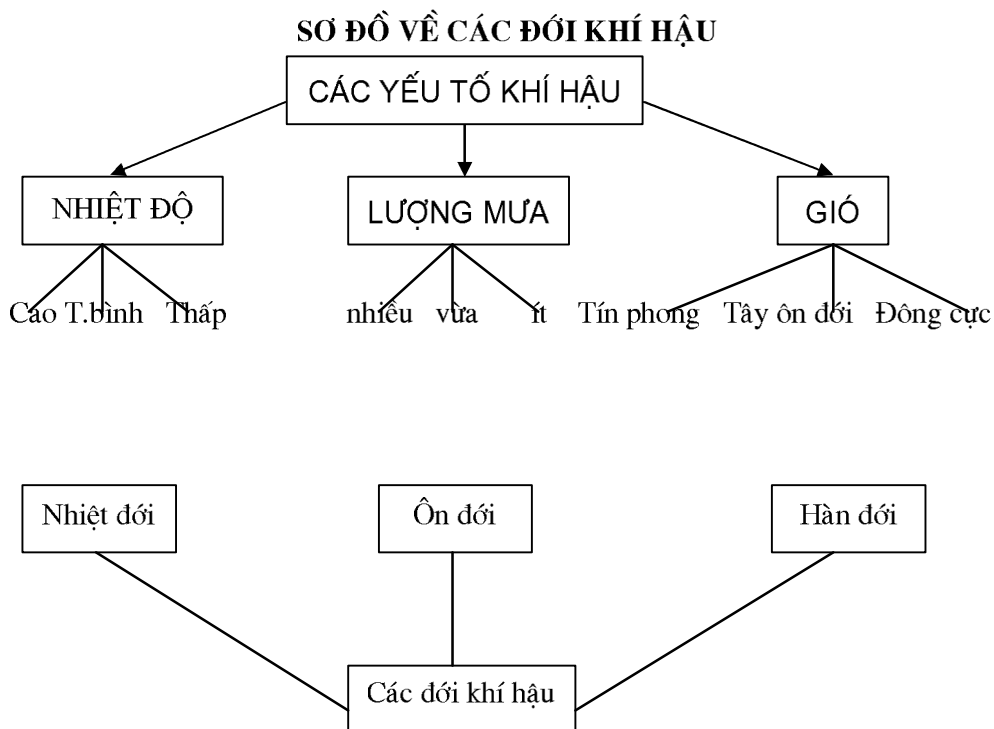 SƠ ĐỒ VỀ CÁC ĐỚI KHÍ HẬU
CÁC YẾU TỐ KHÍ HẬU
NHIỆT ĐỘ LƯỢNG MƯA GIÓ
Cao T.bình Thấp nhiều vừa ít Tín phong Tây ôn đới Đông cực
Nhiệt đới Ôn đới Hàn đới
Các đới khí hậu